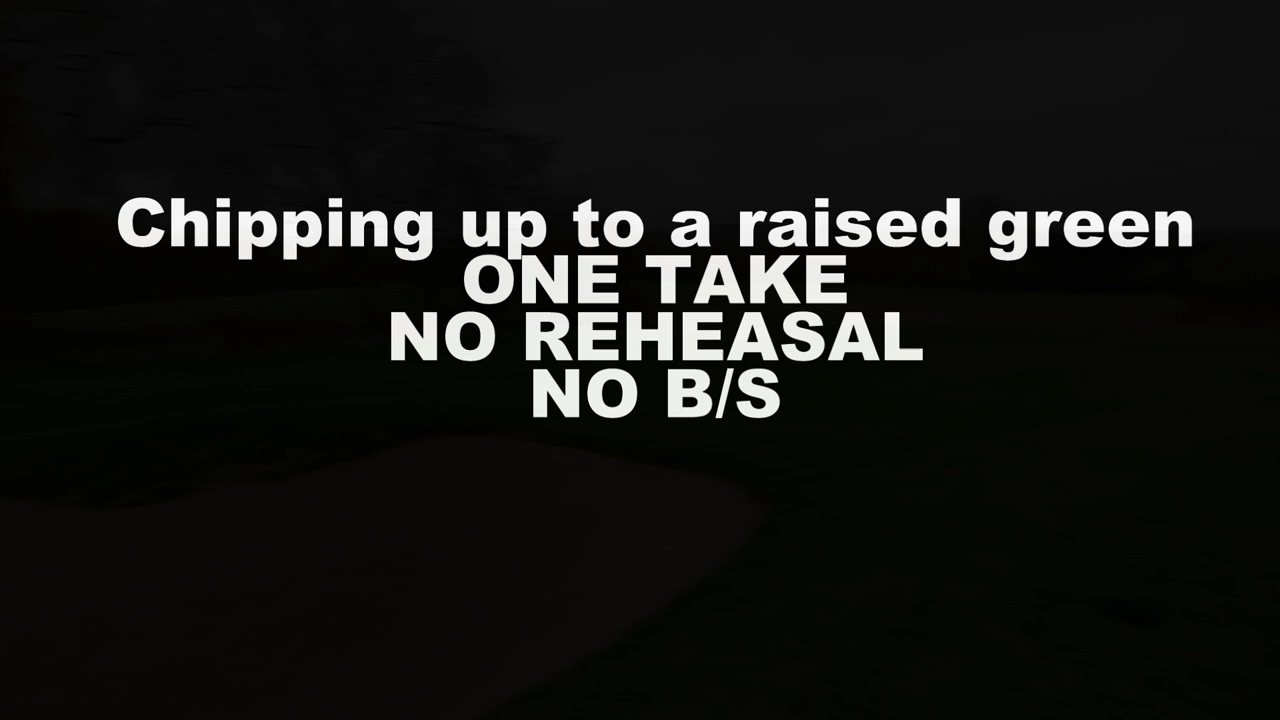 Chipping up to a raised green
ONE TAKE
NO REHEASAL
NO B/S